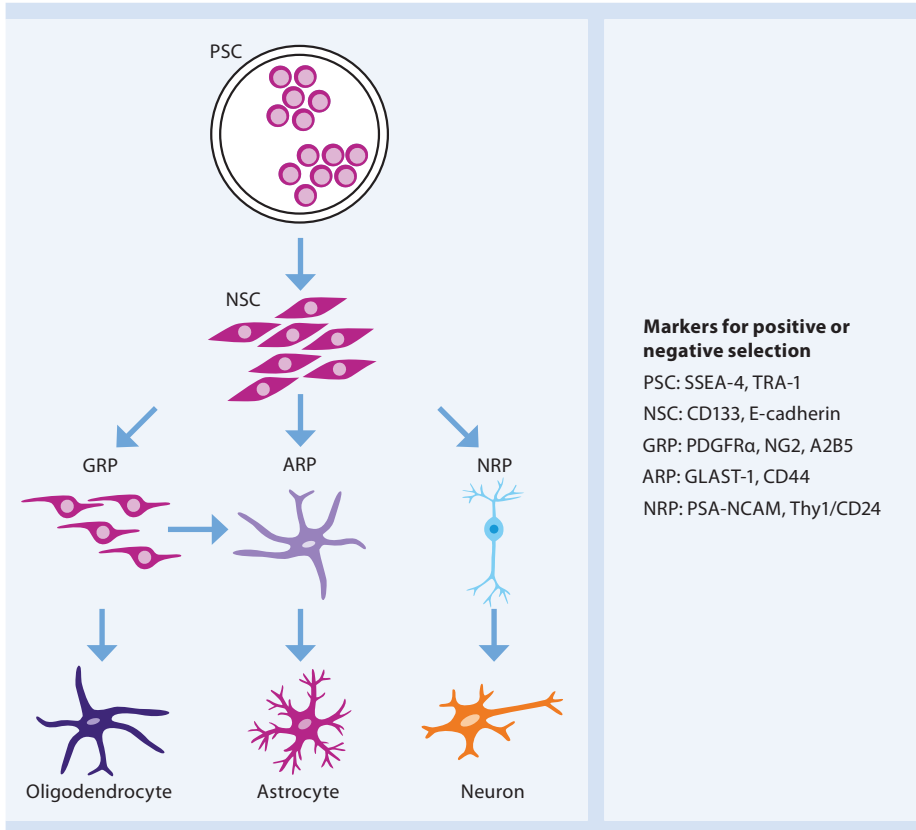 PSC
NSC
GRP
ARP
NRP
Oligodendrocyte
Astrocyte
Neuron
Markers for positive or
negative selection
PSC: SSEA-4, TRA-1
NSC: CD133, E-cadherin
GRP: PDGFRα, NG2, A2B5
ARP: GLAST-1, CD44
NRP: PSA-NCAM, Thy1/CD24